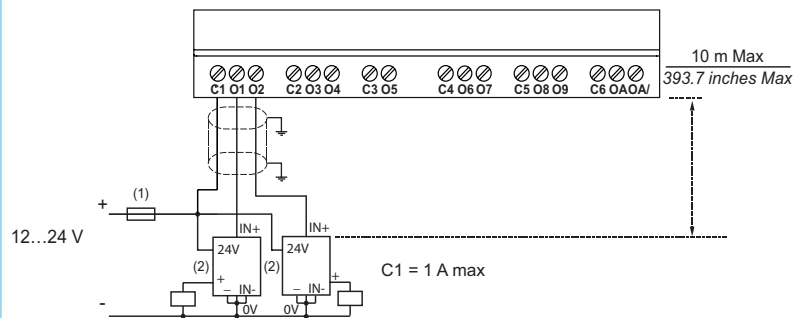 10 m Max
393.7 inches Max
C1 O1 O2 C2 O3 O4 C3 O5 C4 O6 O7 C5 O8 O9 C6 OA OA/
(1)
+
12...24 V
-
IN+ IN+
24V 24V
(2) (2)
C1 = 1 A max
+ +
– IN- – IN-
0V 0V